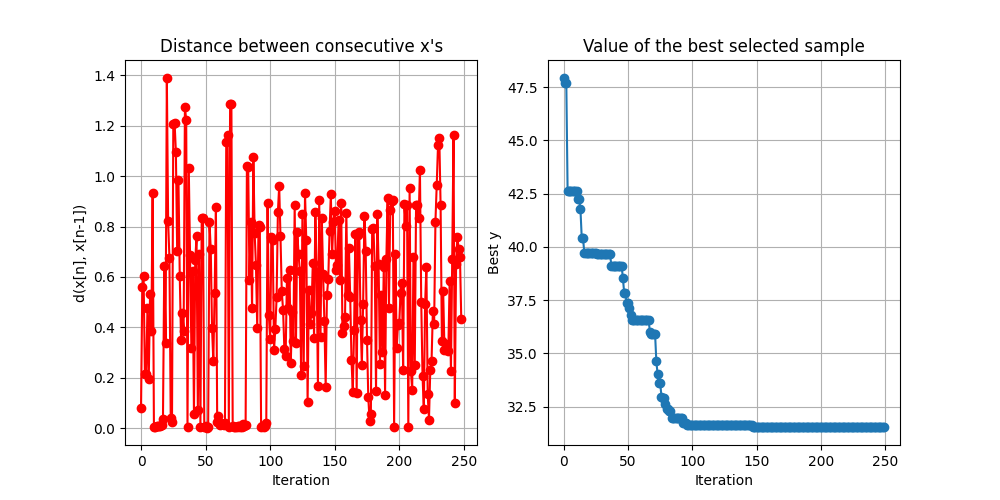 Distance between consecutive x's
d(x[n], x[n-1])
1.4
1.2
1.0
0.8
0.6
0.4
0.2
0.0
0 50 100 150 200 250
Iteration
Value of the best selected sample
Best y
47.5
45.0
42.5
40.0
37.5
35.0
32.5
0 50 100 150 200 250
Iteration